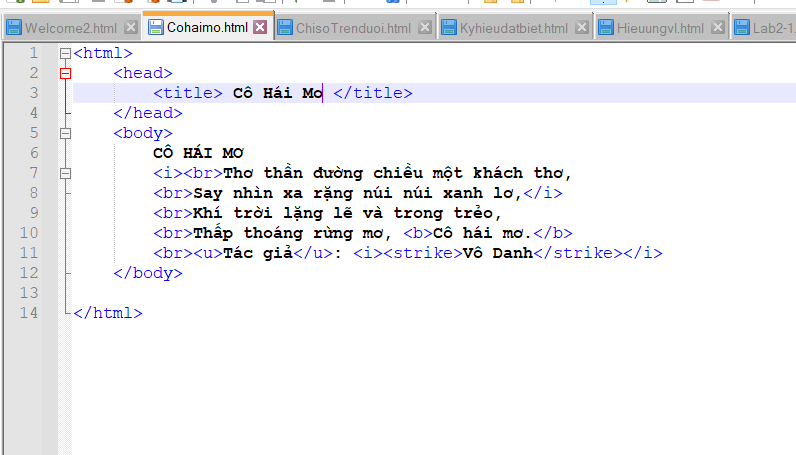 Welcome2.html Cohaimo.html ChisoTrenduoi.html Kyhieudatbiet.html Hieuungvl.html Lab2-1.
1 <html>
2 <head>
3 <title> Cô Hái Mơ </title>
4 </head>
5 <body>
6 CÔ HÁI MƠ
7 <i><br>Thơ thần đường chiều một khách thơ,
8 <br>Say nhìn xa rặng núi núi xanh lơ,</i>
9 <br>Khí trời lặng lẽ và trong trẻo,
10 <br>Thấp thoáng rừng mơ, <b>Cô hái mơ.</b>
11 <br><u>Tác giả</u>: <i><strike>Vô Danh</strike></i>
12 </body>
13
14 </html>